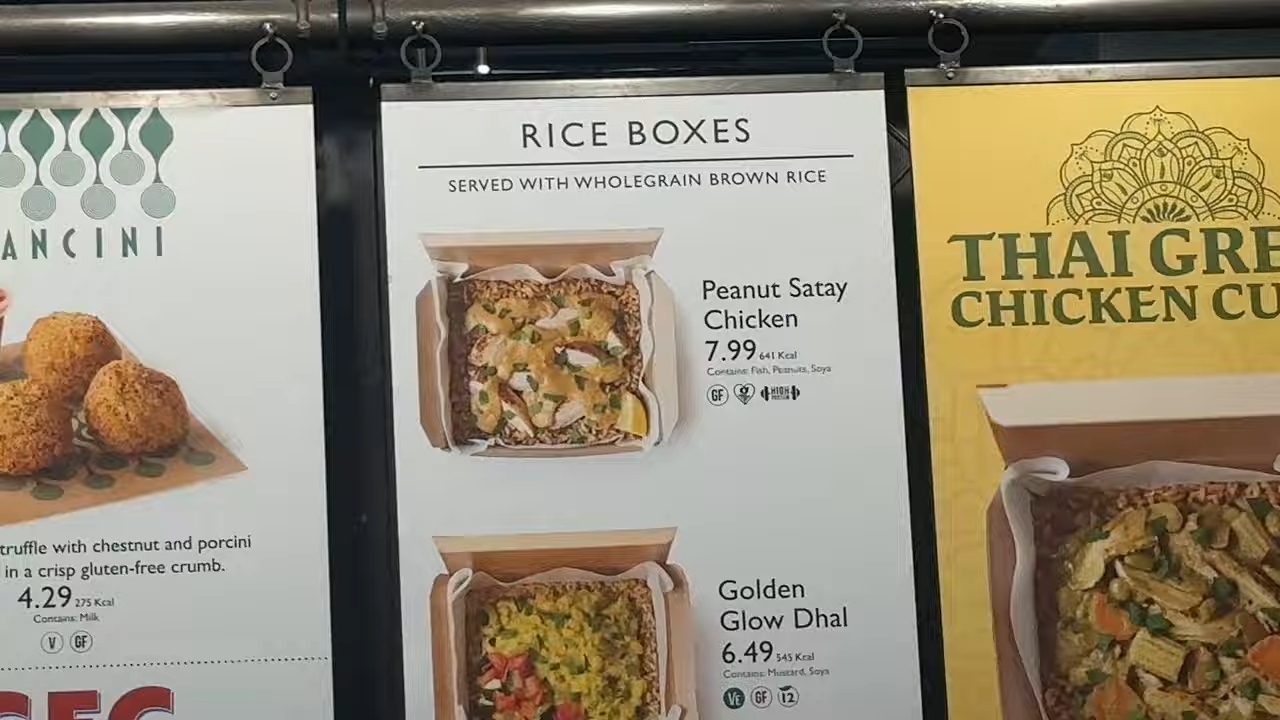 ANCINI
truffle with chestnut and porcini
in a crisp gluten-free crumb.
4.29 275 Kcal
Contains: Milk
V GF
RICE BOXES
SERVED WITH WHOLEGRAIN BROWN RICE
Peanut Satay
Chicken
7.99 641 Kcal
Contains: Fish, Peanuts, Soya
GF HIGH PROTEIN
Golden
Glow Dhal
6.49 545 Kcal
Contains: Mustard, Soya
VE GF 12
THAI GRE
CHICKEN CU